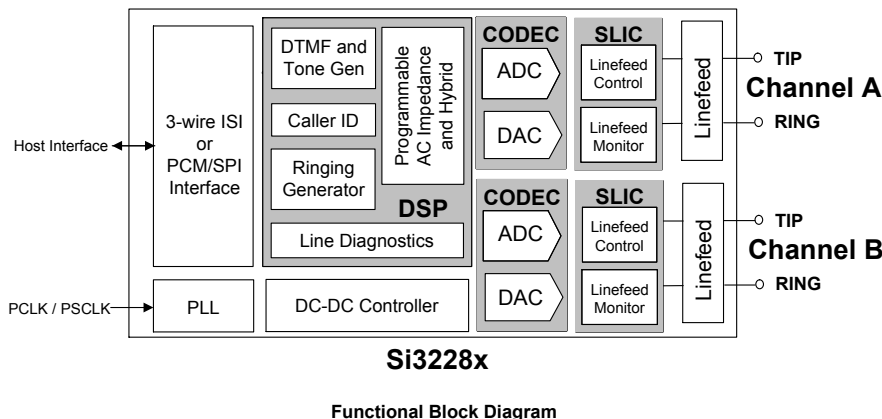 Host Interface
PCLK / PSCLK
3-wire ISI
or
PCM/SPI
Interface
PLL
DTMF and
Tone Gen
Caller ID
Ringing
Generator
Programmable
AC Impedance
and Hybrid
DSP
Line Diagnostics
DC-DC Controller
CODEC
ADC
DAC
SLIC
Linefeed
Control
Linefeed
Monitor
Linefeed
TIP
Channel A
RING
CODEC
ADC
DAC
SLIC
Linefeed
Control
Linefeed
Monitor
Linefeed
TIP
Channel B
RING
Si3228x
Functional Block Diagram